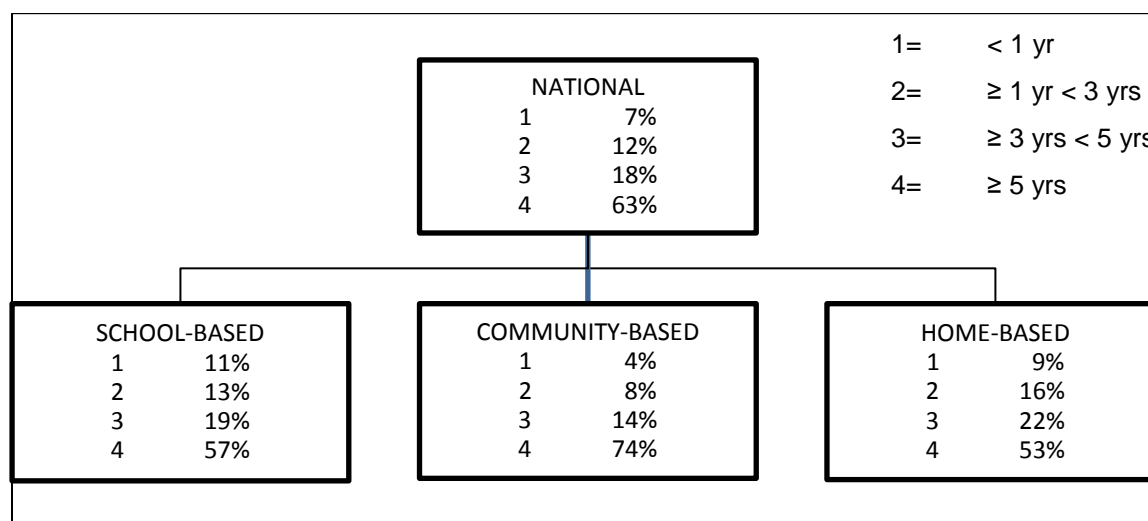 1= < 1 yr
2= ≥ 1 yr < 3 yrs
3= ≥ 3 yrs < 5 yrs
4= ≥ 5 yrs
NATIONAL
1 7%
2 12%
3 18%
4 63%
SCHOOL-BASED
1 11%
2 13%
3 19%
4 57%
COMMUNITY-BASED
1 4%
2 8%
3 14%
4 74%
HOME-BASED
1 9%
2 16%
3 22%
4 53%